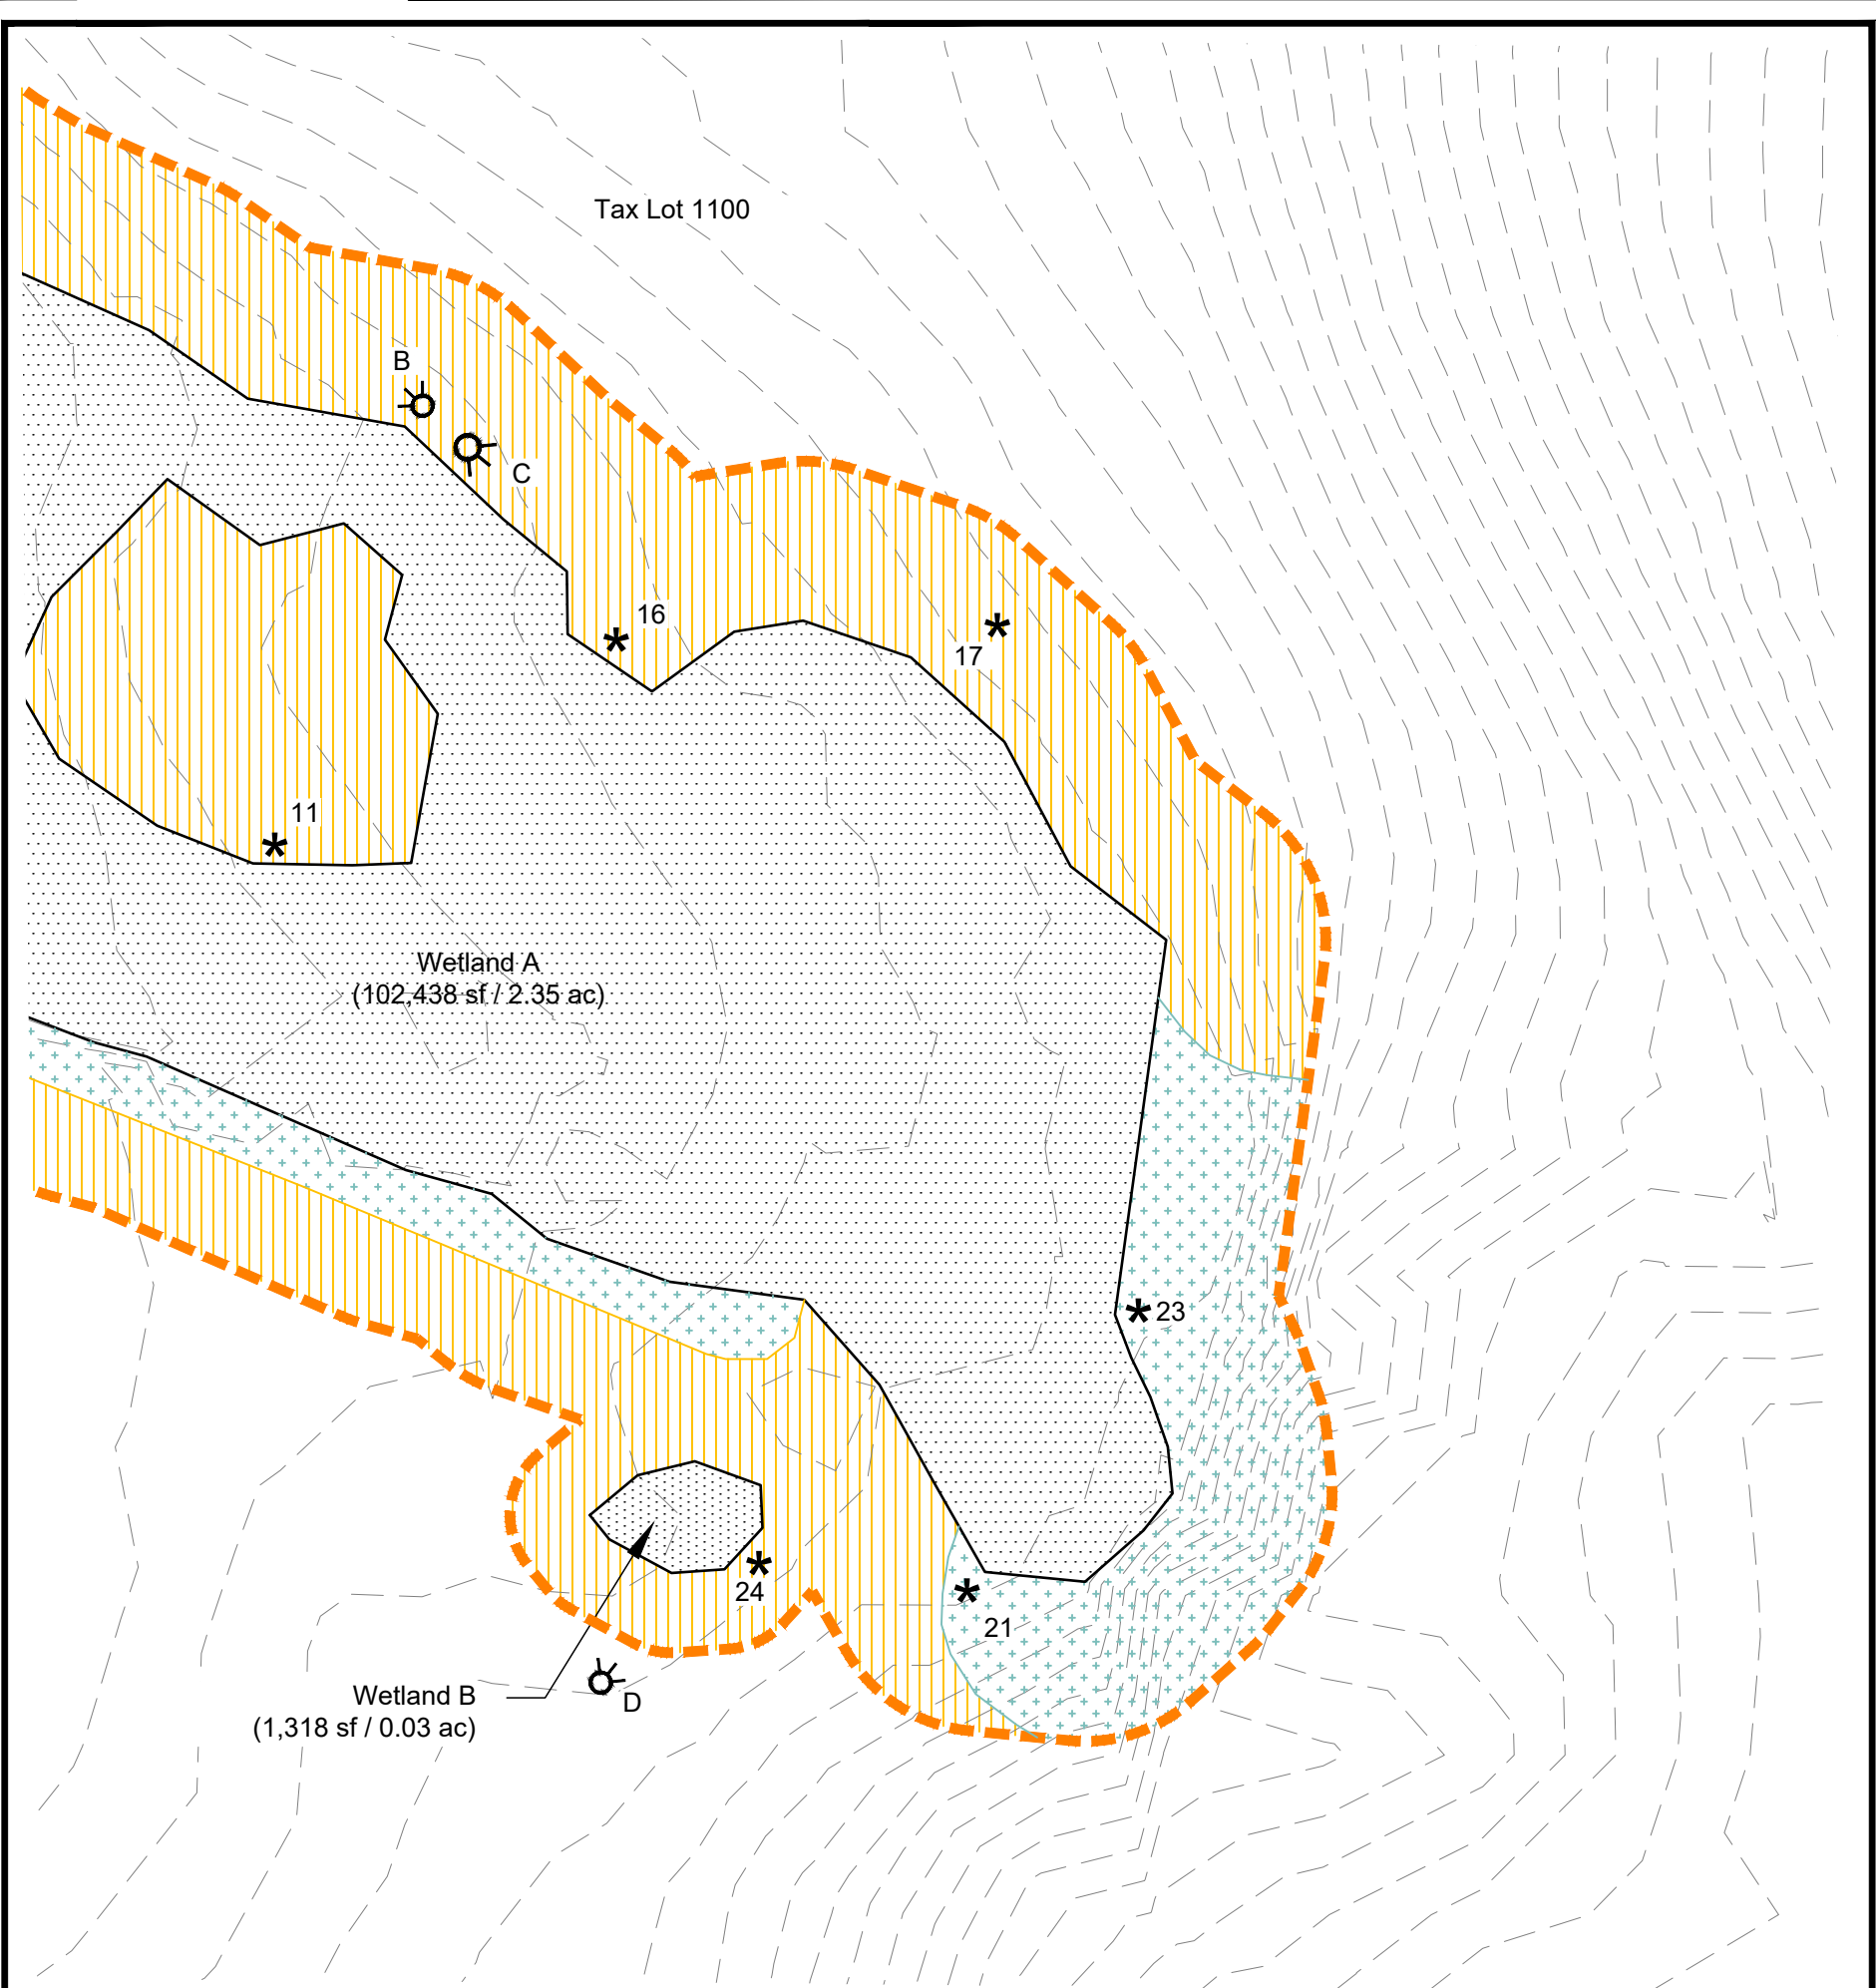 Tax Lot 1100
B
C
16
17
11
Wetland A
(102,438 sf / 2.35 ac)
23
24
21
Wetland B
(1,318 sf / 0.03 ac)
D